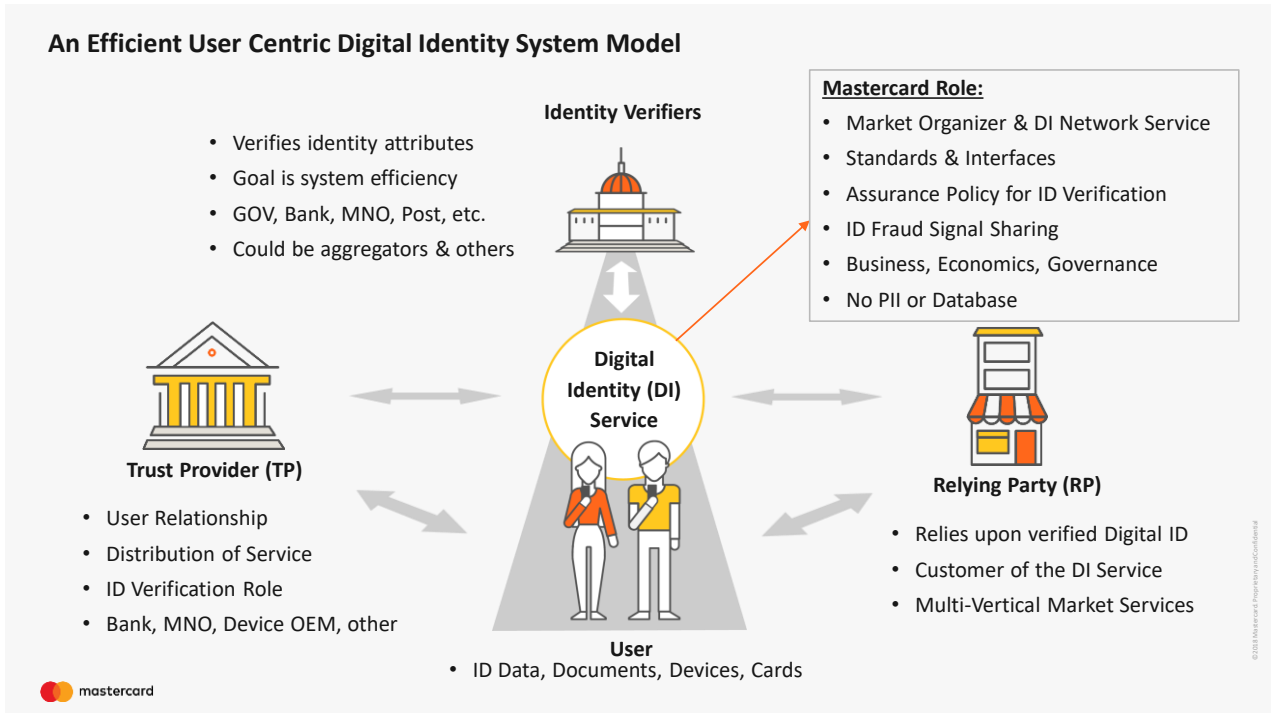 An Efficient User Centric Digital Identity System Model
Identity Verifiers
• Verifies identity attributes
• Goal is system efficiency
• GOV, Bank, MNO, Post, etc.
• Could be aggregators & others
Mastercard Role:
• Market Organizer & DI Network Service
• Standards & Interfaces
• Assurance Policy for ID Verification
• ID Fraud Signal Sharing
• Business, Economics, Governance
• No PII or Database
Digital
Identity (DI)
Service
Trust Provider (TP)
• User Relationship
• Distribution of Service
• ID Verification Role
• Bank, MNO, Device OEM, other
Relying Party (RP)
• Relies upon verified Digital ID
• Customer of the DI Service
• Multi-Vertical Market Services
User
• ID Data, Documents, Devices, Cards
mastercard
©2018 Mastercard. Proprietary and Confidential